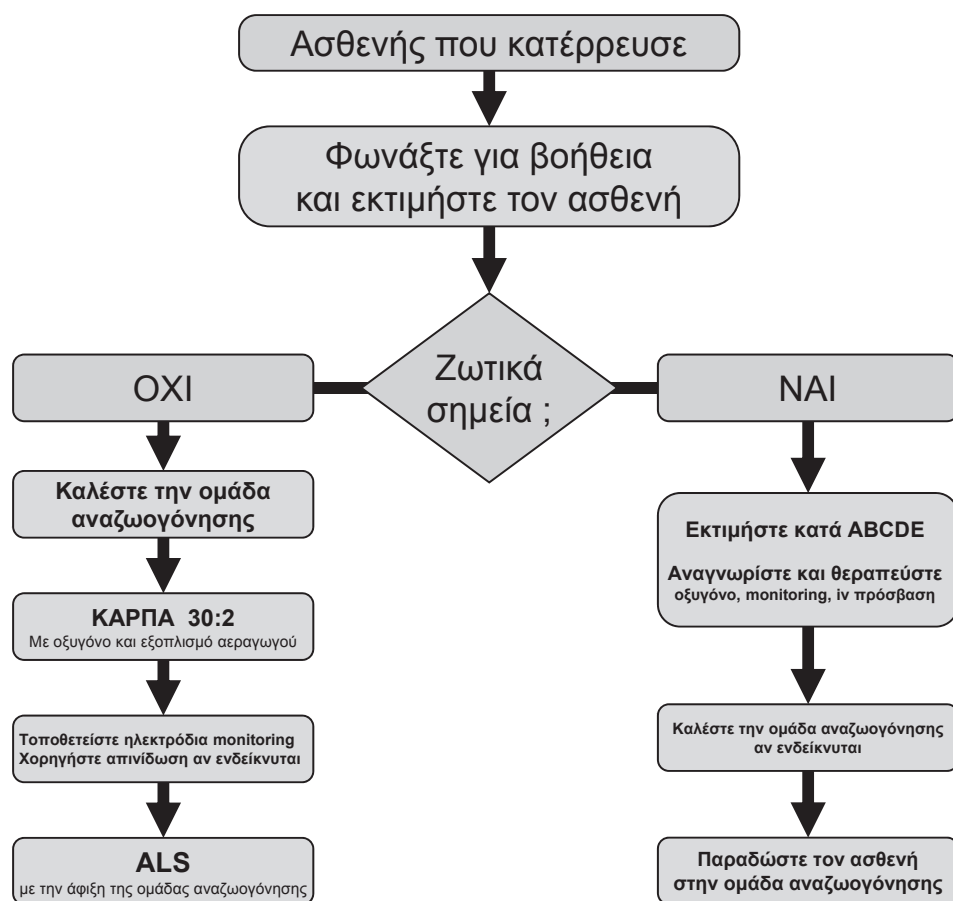 Ασθενής που κατέρρευσε
Φωνάξτε για βοήθεια
και εκτιμήστε τον ασθενή
Ζωτικά
σημεία ;
ΟΧΙ
Καλέστε την ομάδα
αναζωογόνησης
ΚΑΡΠΑ 30:2
Με οξυγόνο και εξοπλισμό αεραγωγού
Τοποθετείστε ηλεκτρόδια monitoring
Χορηγήστε απινίδωση αν ενδείκνυται
ALS
με την άφιξη της ομάδας αναζωογόνησης
ΝΑΙ
Εκτιμήστε κατά ABCDE
Αναγνωρίστε και θεραπεύστε
οξυγόνο, monitoring, iv πρόσβαση
Καλέστε την ομάδα αναζωογόνησης
αν ενδείκνυται
Παραδώστε τον ασθενή
στην ομάδα αναζωογόνησης